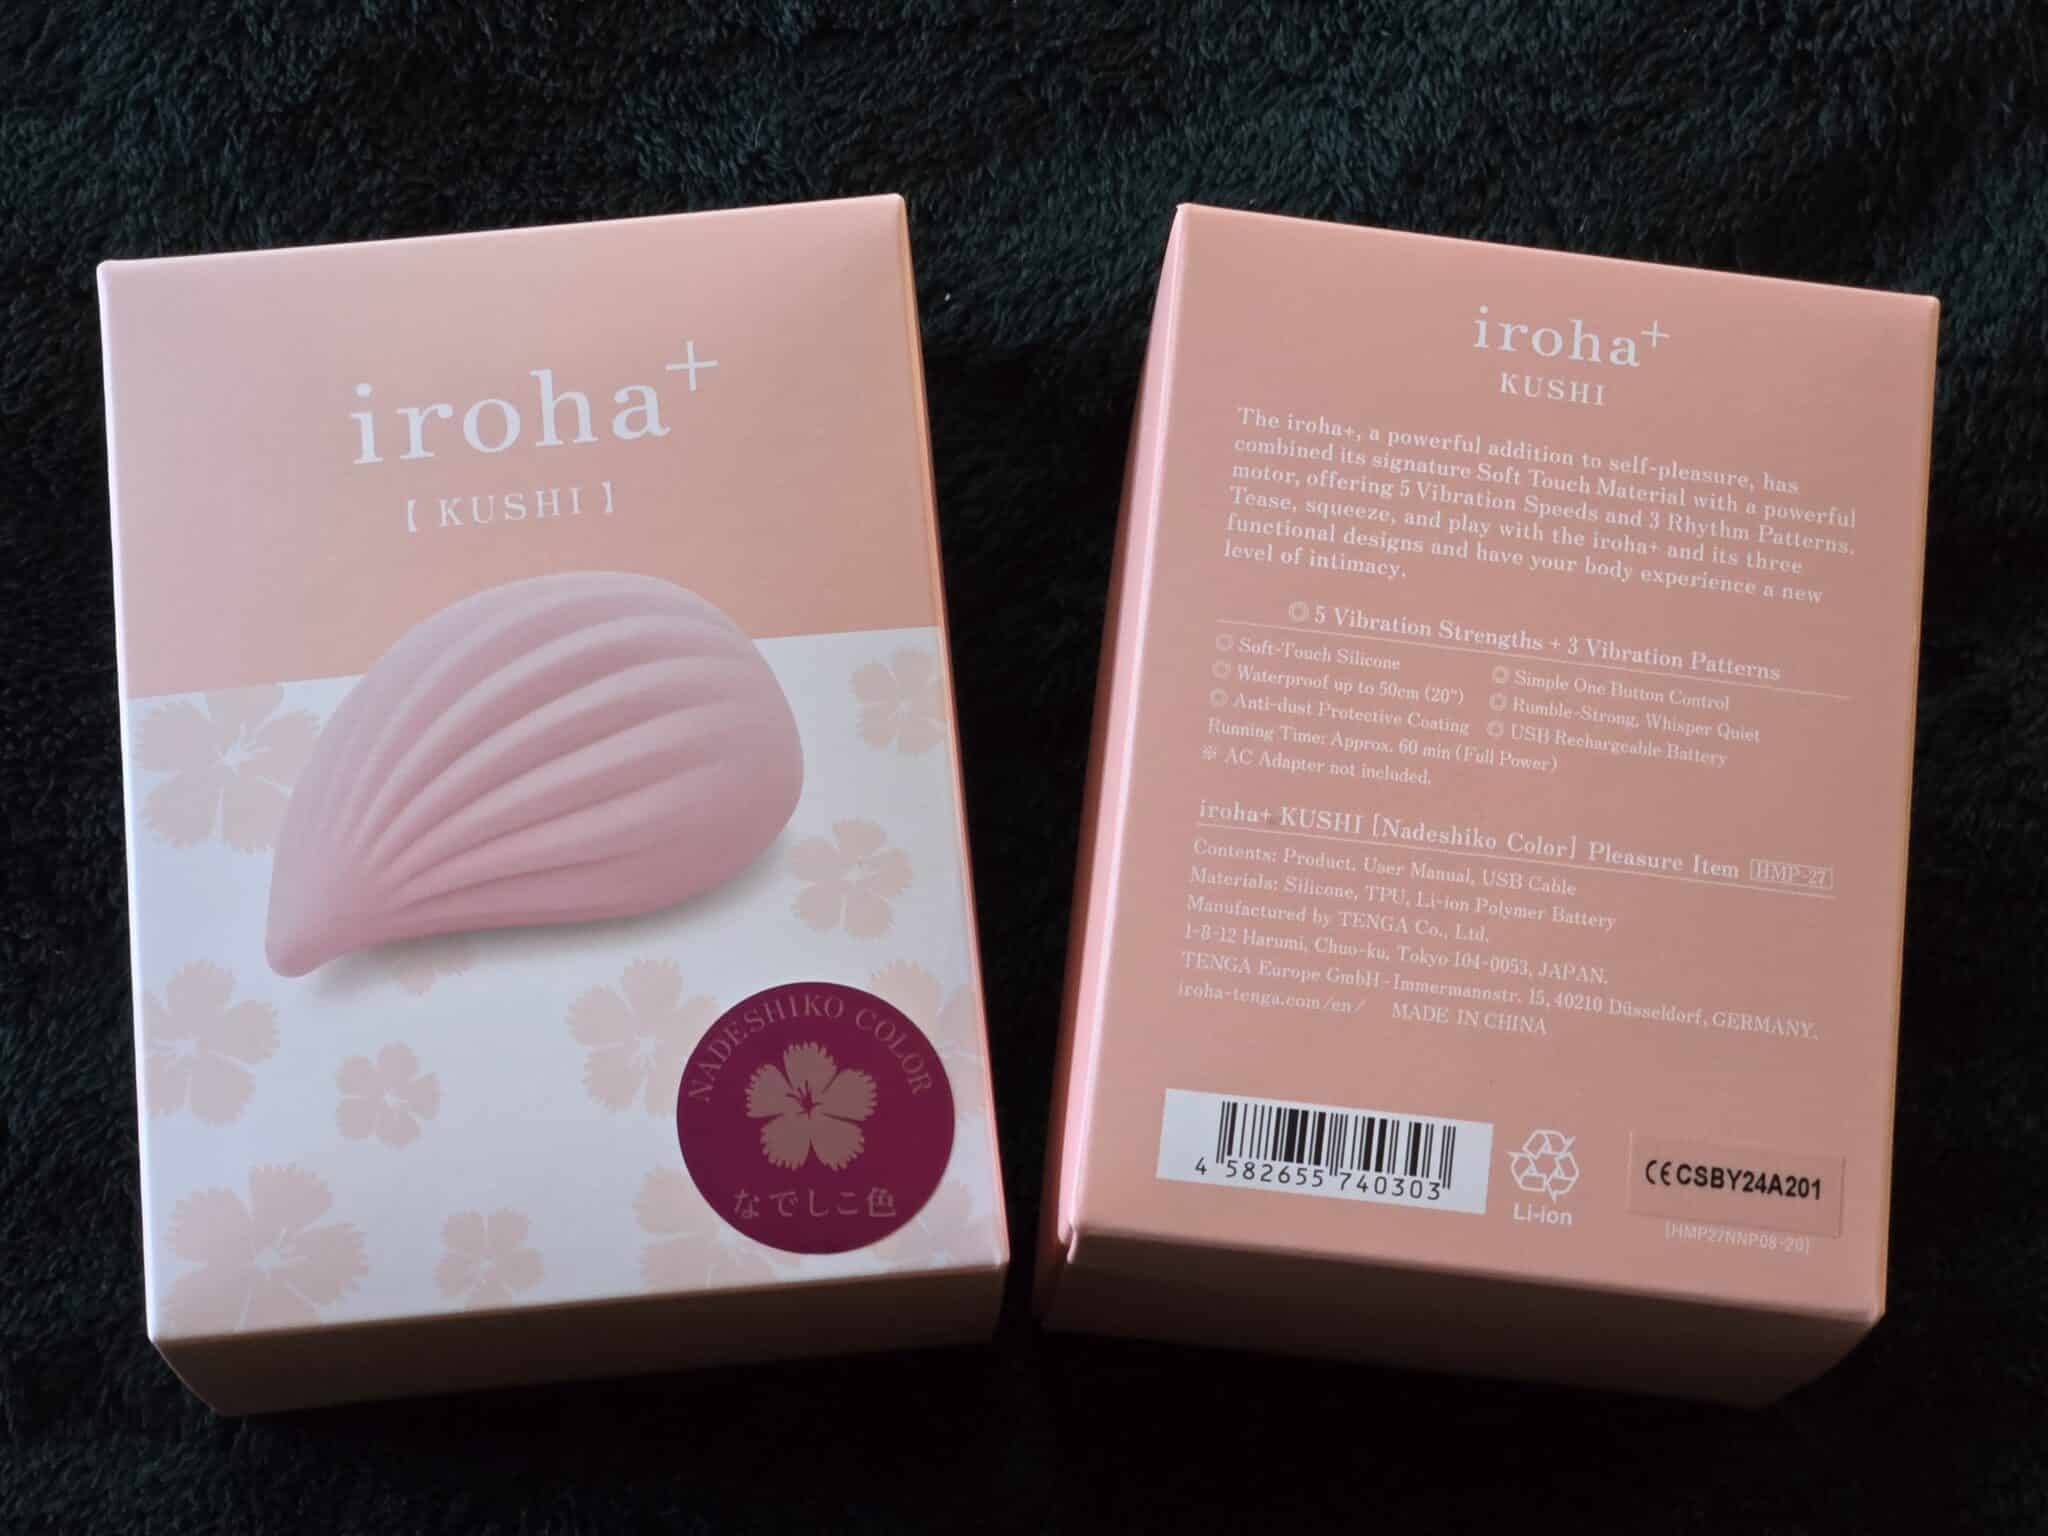 iroha+
【KUSHI】
NADESHIKO COLOR
なでしこ色
iroha+
KUSHI
The iroha+, a powerful addition to self-pleasure, has
combined its signature Soft Touch Material with a powerful
motor, offering 5 Vibration Speeds and 3 Rhythm Patterns.
Tease, squeeze, and play with the iroha+ and its three
functional designs and have your body experience a new
level of intimacy.
◎ 5 Vibration Strengths + 3 Vibration Patterns
◎ Soft-Touch Silicone
◎ Waterproof up to 50cm (20")
◎ Anti-dust Protective Coating
◎ Simple One Button Control
◎ Rumble-Strong, Whisper Quiet
◎ USB Rechargeable Battery
Running Time: Approx. 60 min (Full Power)
※ AC Adapter not included.
iroha+ KUSHI [Nadeshiko Color] Pleasure Item HMP-27
Contents: Product, User Manual, USB Cable
Materials: Silicone, TPU, Li-ion Polymer Battery
Manufactured by TENGA Co., Ltd.
1-8-12 Harumi, Chuo-ku, Tokyo 104-0053, JAPAN.
TENGA Europe GmbH - Immermannstr. 15, 40210 Düsseldorf, GERMANY.
iroha-tenga.com/en/ MADE IN CHINA
4 582655 740303
Li-ion
CE CSBY24A201
[HMP27NNP08-20]